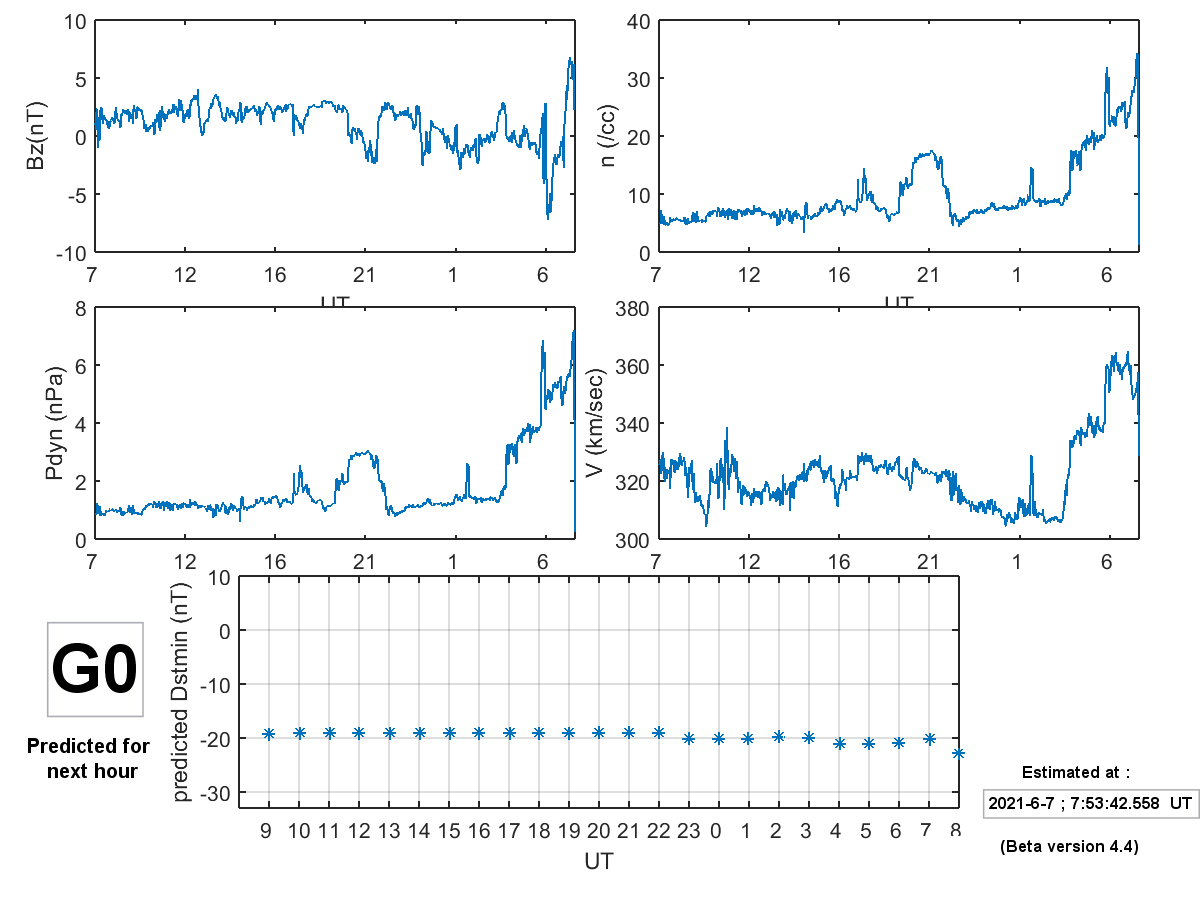 10
5
0
-5
-10
Bz(nT)
7 12 16 21 1 6
UT
40
30
20
10
0
n (/cc)
7 12 16 21 1 6
UT
8
6
4
2
0
Pdyn (nPa)
7 12 16 21 1 6
380
360
340
320
300
V (km/sec)
7 12 16 21 1 6
G0
Predicted for
next hour
10
0
-10
-20
-30
predicted Dstmin (nT)
9 10 11 12 13 14 15 16 17 18 19 20 21 22 23 0 1 2 3 4 5 6 7 8
UT
Estimated at :
2021-6-7 ; 7:53:42.558 UT
(Beta version 4.4)